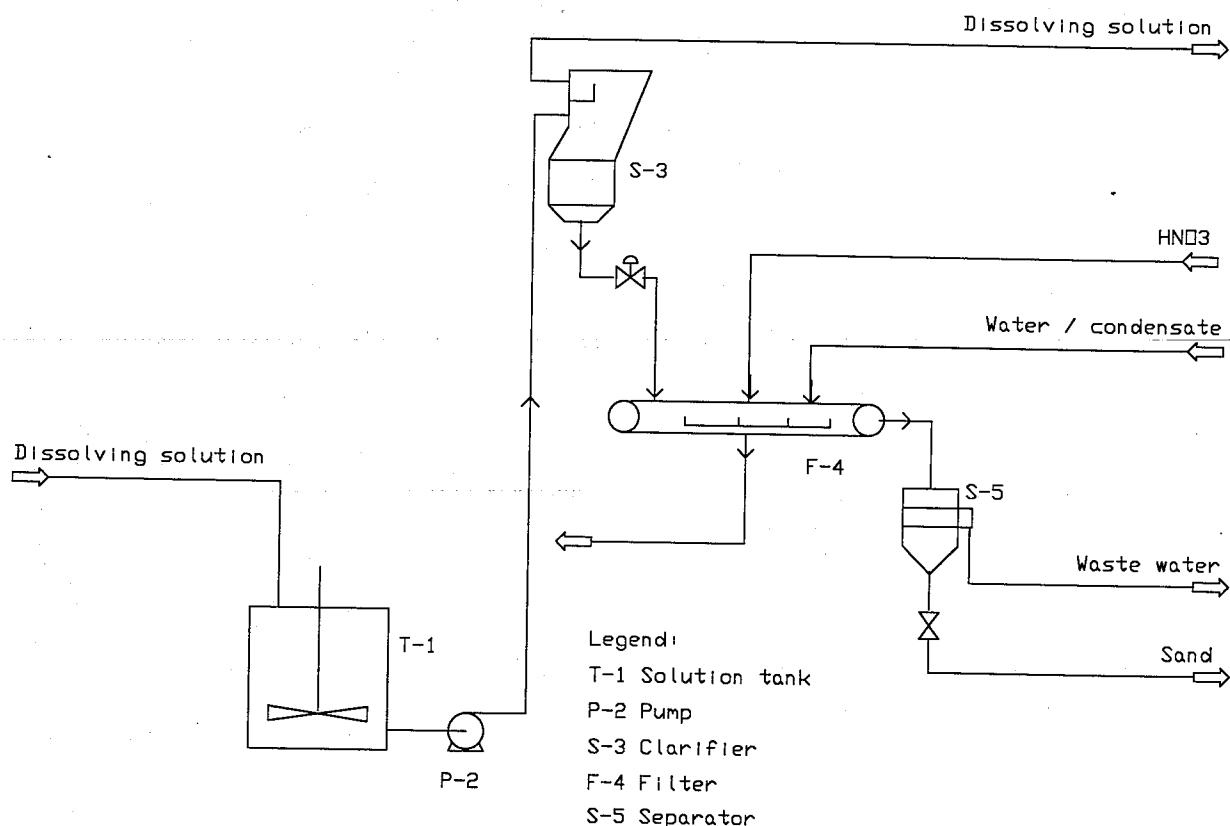 Dissolving solution
S-3
HNO3
Water / condensate
F-4
Dissolving solution
S-5
Waste water
T-1
Sand
P-2
Legend:
T-1 Solution tank
P-2 Pump
S-3 Clarifier
F-4 Filter
S-5 Separator